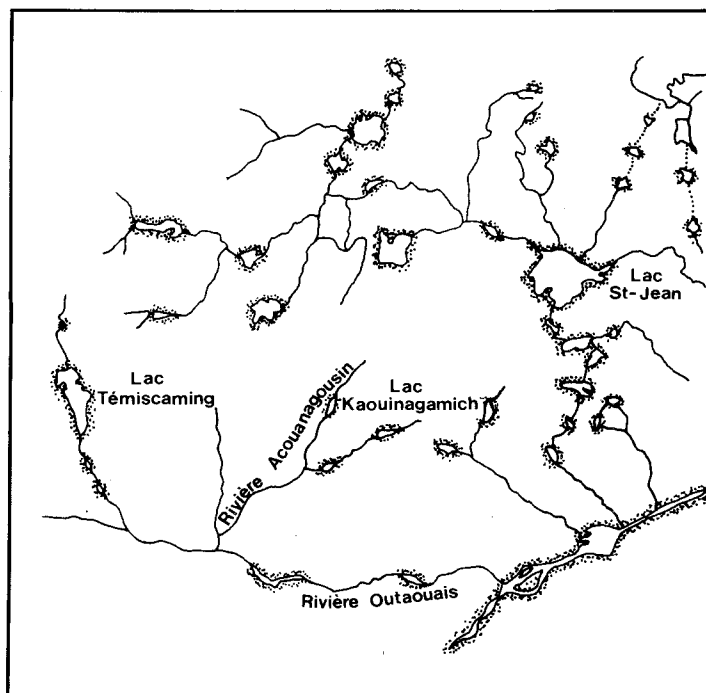 Lac
St-Jean
Lac
Témiscaming
Rivière Acouanagousin
Lac
Kaouinagamich
Rivière Outaouais